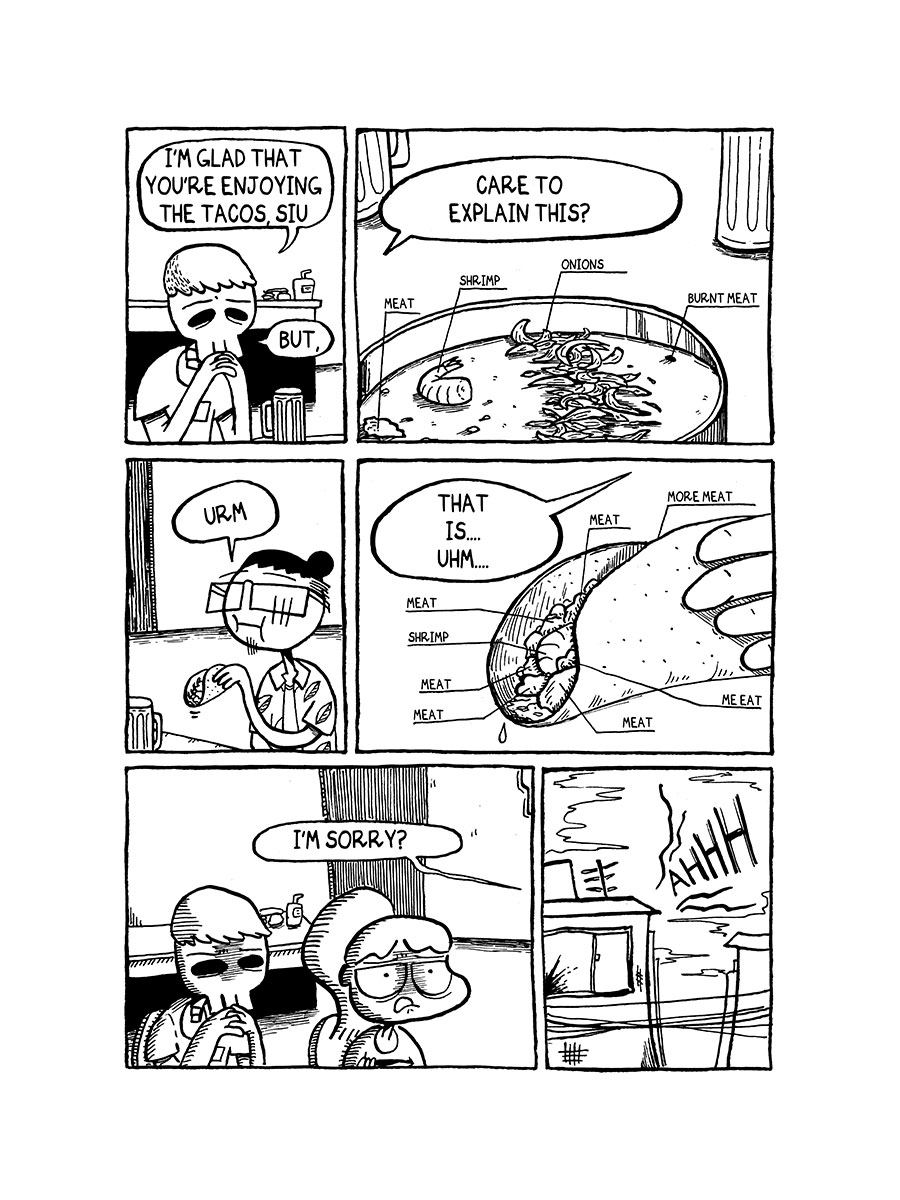 I'M GLAD THAT
YOU'RE ENJOYING
THE TACOS, SIU
BUT,
CARE TO
EXPLAIN THIS?
ONIONS
SHRIMP
MEAT
BURNT MEAT
URM
THAT
IS....
UHM....
MORE MEAT
MEAT
MEAT
SHRIMP
MEAT
MEAT
ME EAT
MEAT
I'M SORRY?
AHHH